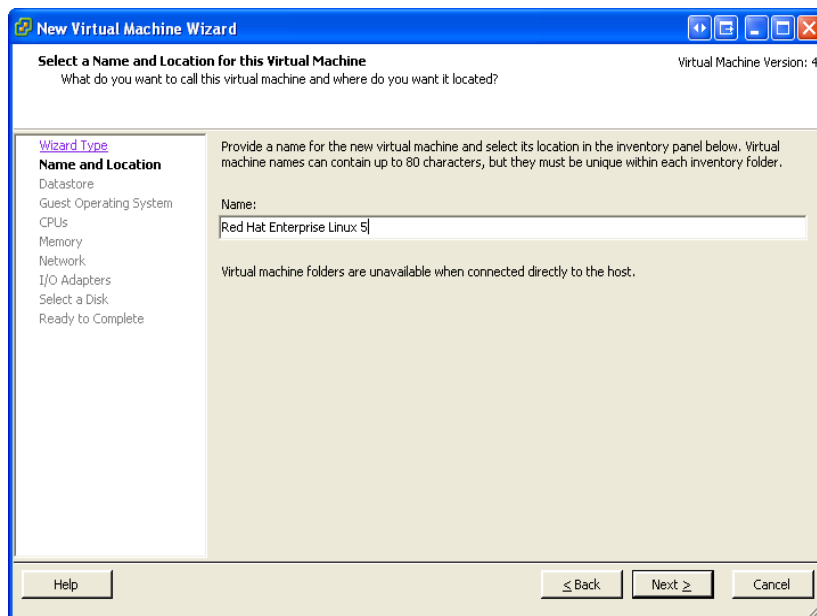 New Virtual Machine Wizard
Select a Name and Location for this Virtual Machine
What do you want to call this virtual machine and where do you want it located?
Virtual Machine Version: 4
Wizard Type
Name and Location
Datastore
Guest Operating System
CPUs
Memory
Network
I/O Adapters
Select a Disk
Ready to Complete
Provide a name for the new virtual machine and select its location in the inventory panel below. Virtual
machine names can contain up to 80 characters, but they must be unique within each inventory folder.
Name:
Red Hat Enterprise Linux 5
Virtual machine folders are unavailable when connected directly to the host.
Help
< Back
Next >
Cancel